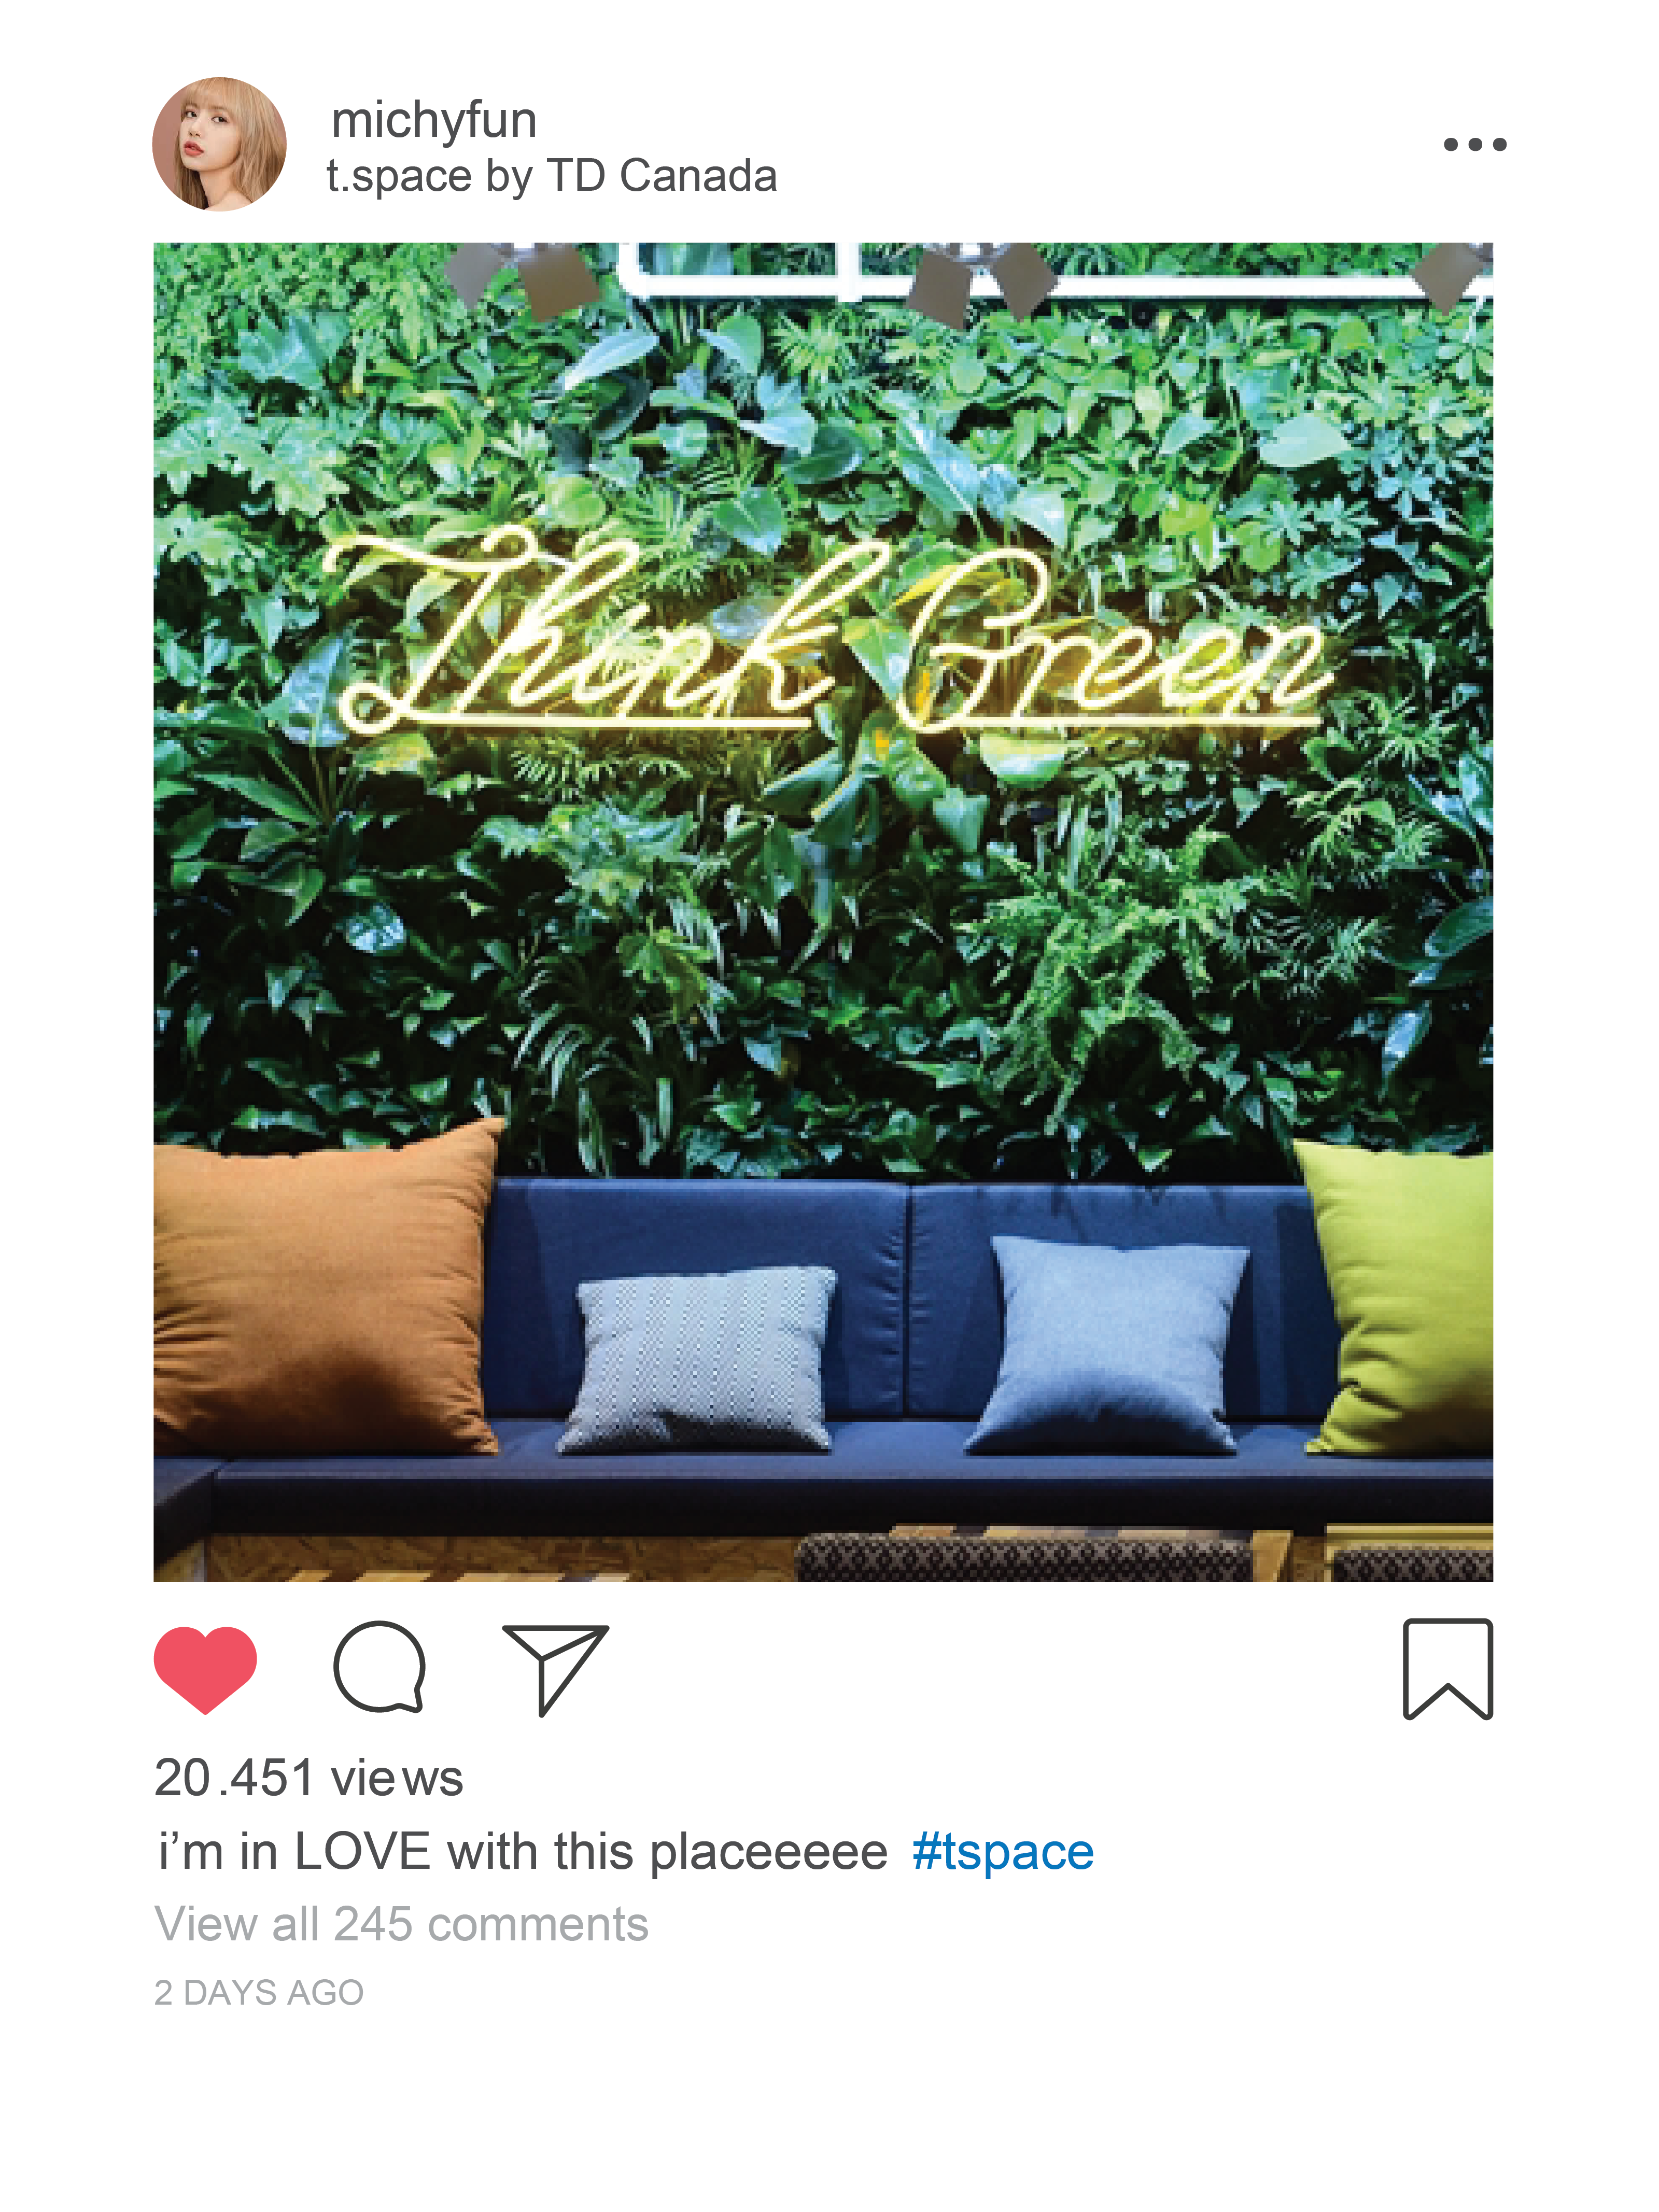 michyfun
t.space by TD Canada
Think Green
20.451 views
i’m in LOVE with this placeeeee #tspace
View all 245 comments
2 DAYS AGO